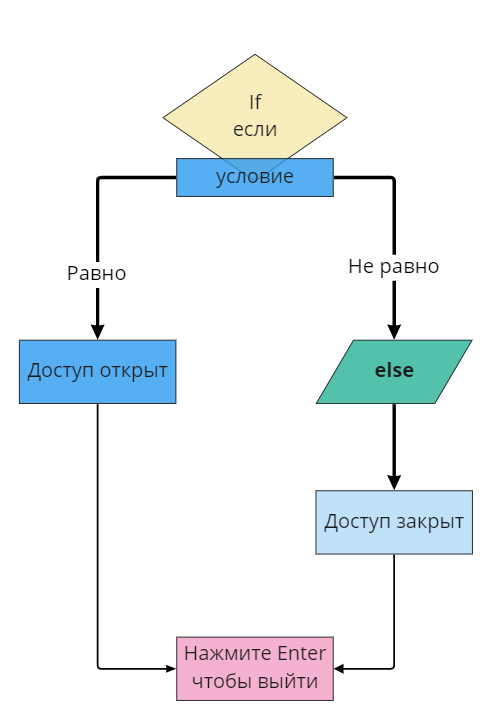 If
если
условие
Равно
Не равно
Доступ открыт
else
Доступ закрыт
Нажмите Enter
чтобы выйти